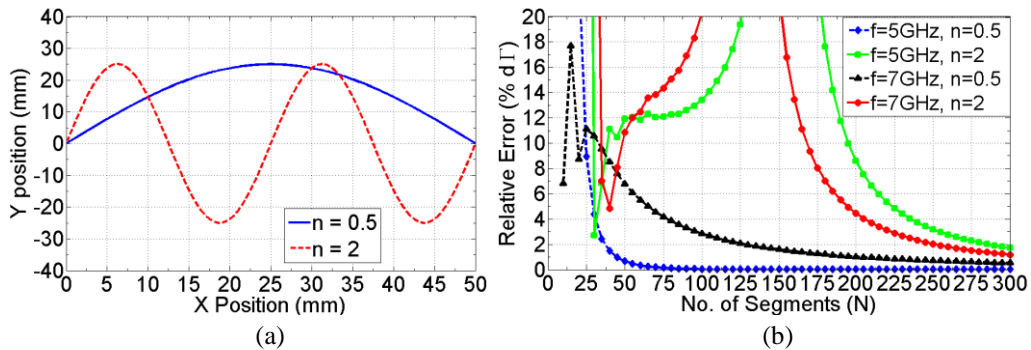 40
30
20
10
0
-10
-20
-30
-40
Y position (mm)
n = 0.5
n = 2
0 5 10 15 20 25 30 35 40 45 50
X Position (mm)
(a)
20
18
16
14
12
10
8
6
4
2
0
Relative Error (% d Γ)
f=5GHz, n=0.5
f=5GHz, n=2
f=7GHz, n=0.5
f=7GHz, n=2
0 25 50 75 100 125 150 175 200 225 250 275 300
No. of Segments (N)
(b)